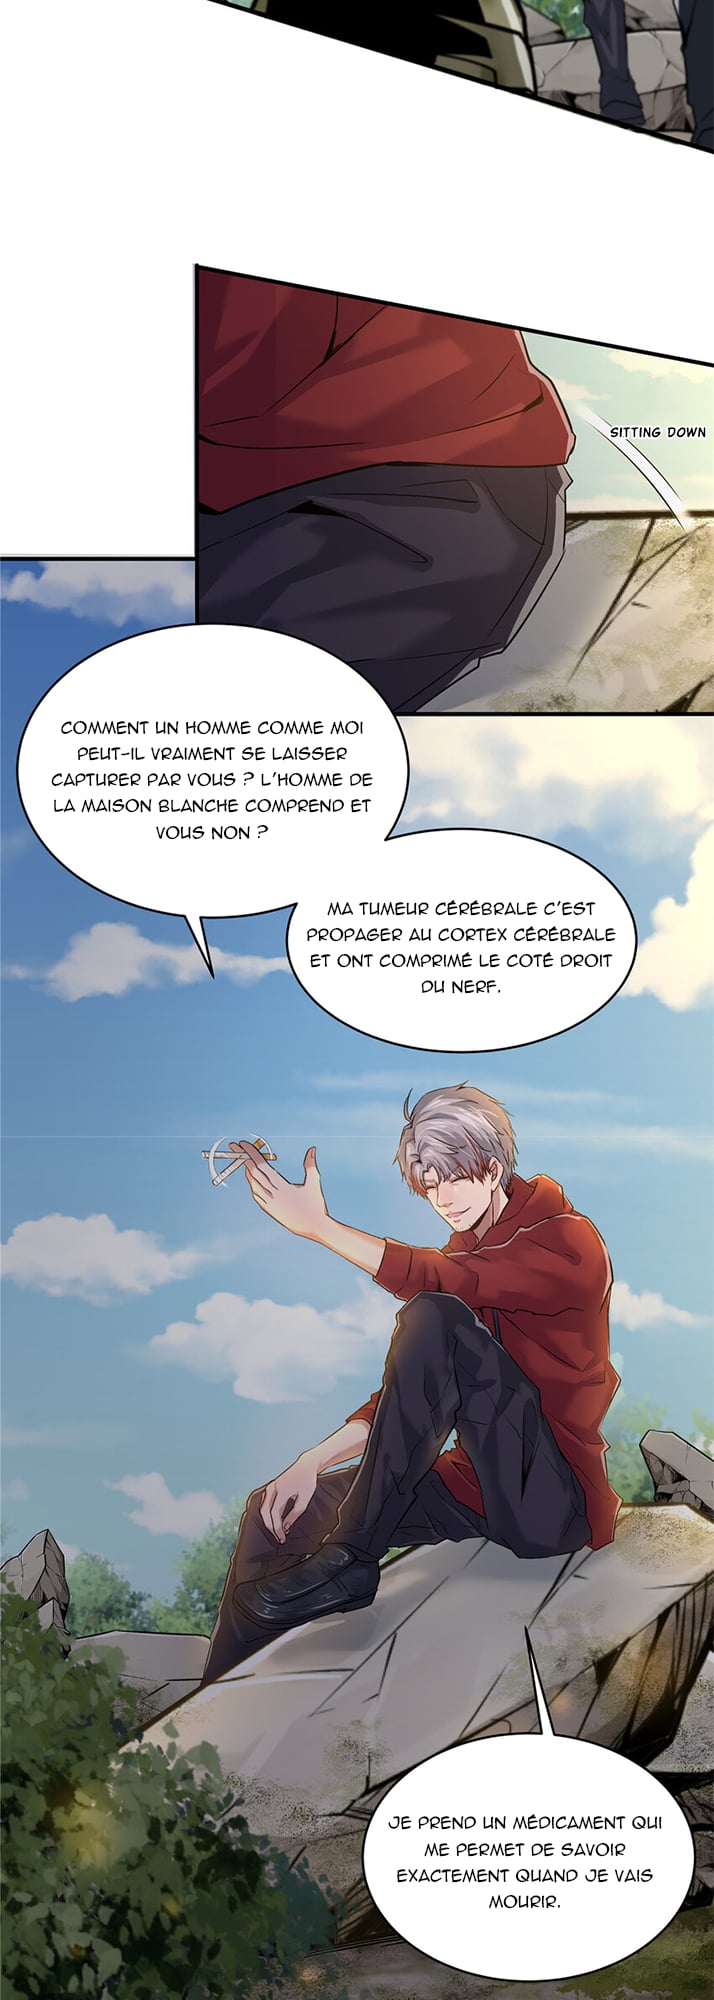 SITTING DOWN
COMMENT UN HOMME COMME MOI
PEUT-IL VRAIMENT SE LAISSER
CAPTURER PAR VOUS ? L'HOMME DE
LA MAISON BLANCHE COMPREND ET
VOUS NON ?
MA TUMEUR CÉRÉBRALE C'EST
PROPAGER AU CORTEX CÉRÉBRALE
ET ONT COMPRIMÉ LE COTÉ DROIT
DU NERF.
JE PREND UN MÉDICAMENT QUI
ME PERMET DE SAVOIR
EXACTEMENT QUAND JE VAIS
MOURIR.